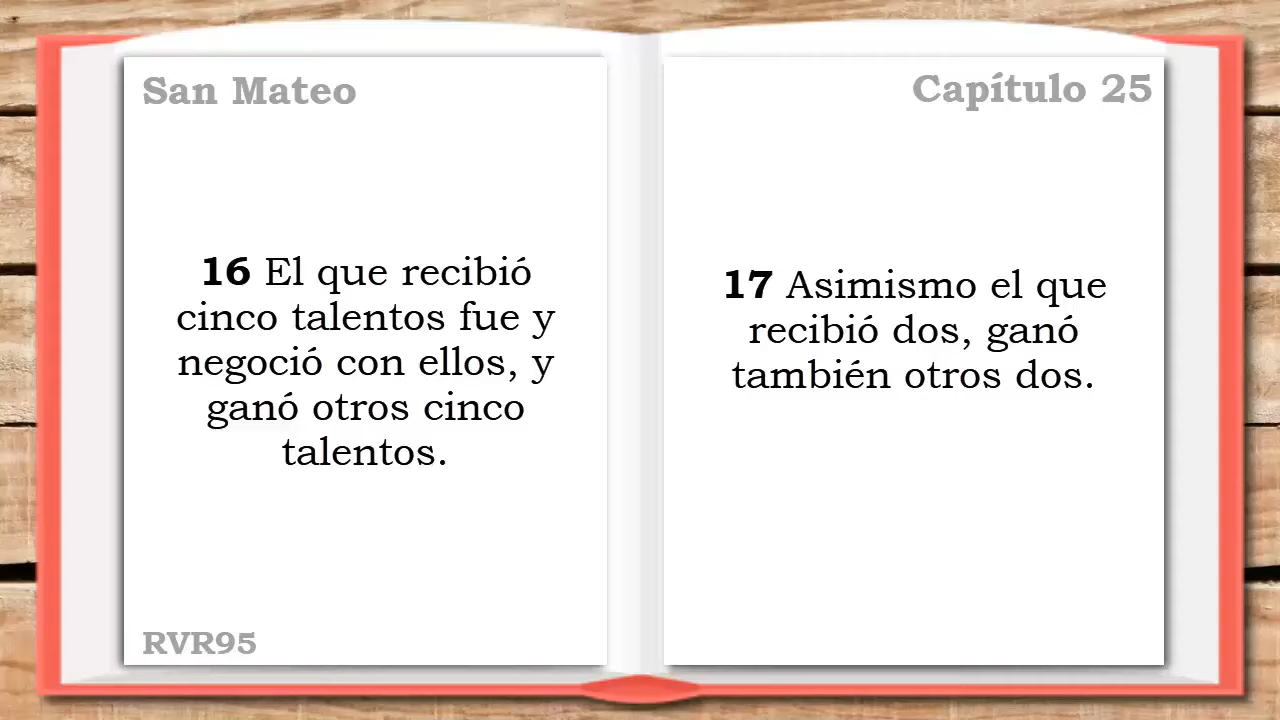 San Mateo
16 El que recibió
cinco talentos fue y
negoció con ellos, y
ganó otros cinco
talentos.
RVR95
Capítulo 25
17 Asimismo el que
recibió dos, ganó
también otros dos.